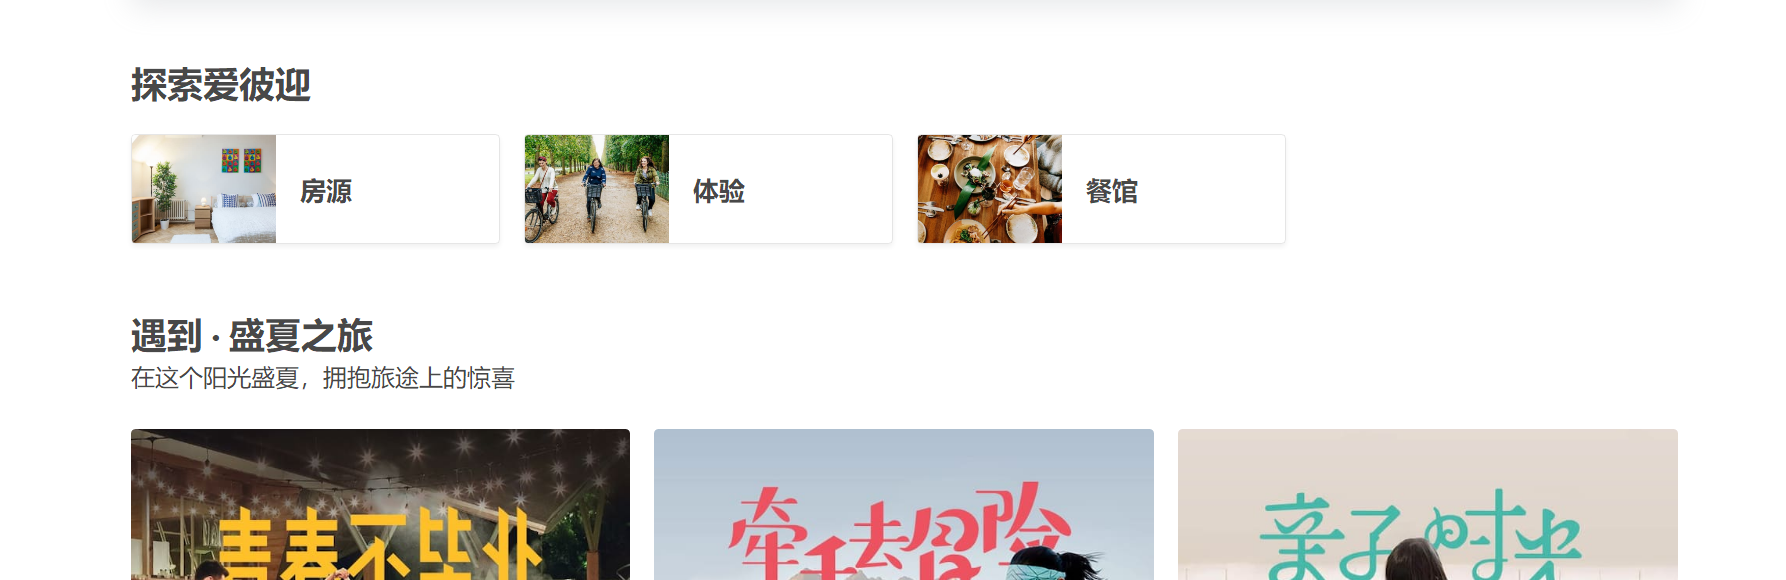 探索爱彼迎
房源
体验
餐馆
遇到 · 盛夏之旅
在这个阳光盛夏，拥抱旅途上的惊喜
青春不毕业
牵手去冒险
亲子时光